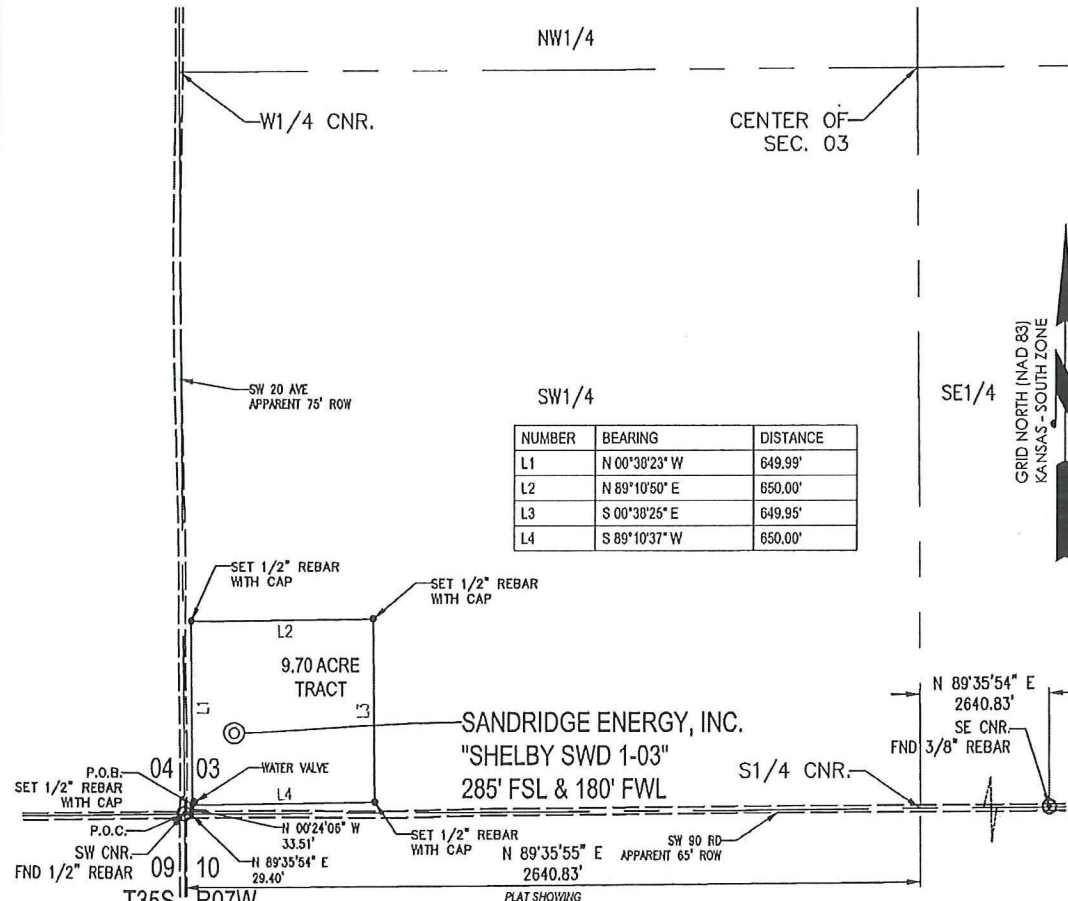 NW1/4
W1/4 CNR.
CENTER OF
SEC. 03
SW 20 AVE
APPARENT 75' ROW
SW1/4
SE1/4
GRID NORTH (NAD 83)
KANSAS - SOUTH ZONE
NUMBER BEARING DISTANCE
L1 N 00°38'23" W 649.99'
L2 N 89°10'50" E 650.00'
L3 S 00°38'25" E 649.95'
L4 S 89°10'37" W 650.00'
SET 1/2" REBAR
WITH CAP
SET 1/2" REBAR
WITH CAP
L2
9.70 ACRE
TRACT
L1
L3
SANDRIDGE ENERGY, INC.
"SHELBY SWD 1-03"
285' FSL & 180' FWL
N 89°35'54" E
2640.83'
SE CNR.
FND 3/8" REBAR
S1/4 CNR.
04 03
P.O.B.
SET 1/2" REBAR
WITH CAP
WATER VALVE
L4
P.O.C.
SW CNR.
FND 1/2" REBAR
09 10
N 00°24'06" W
33.51'
N 89°35'54" E
29.40'
SET 1/2" REBAR
WITH CAP
SW 90 RD
APPARENT 65' ROW
N 89°35'55" E
2640.83'
T35S R07W
PLAT SHOWING